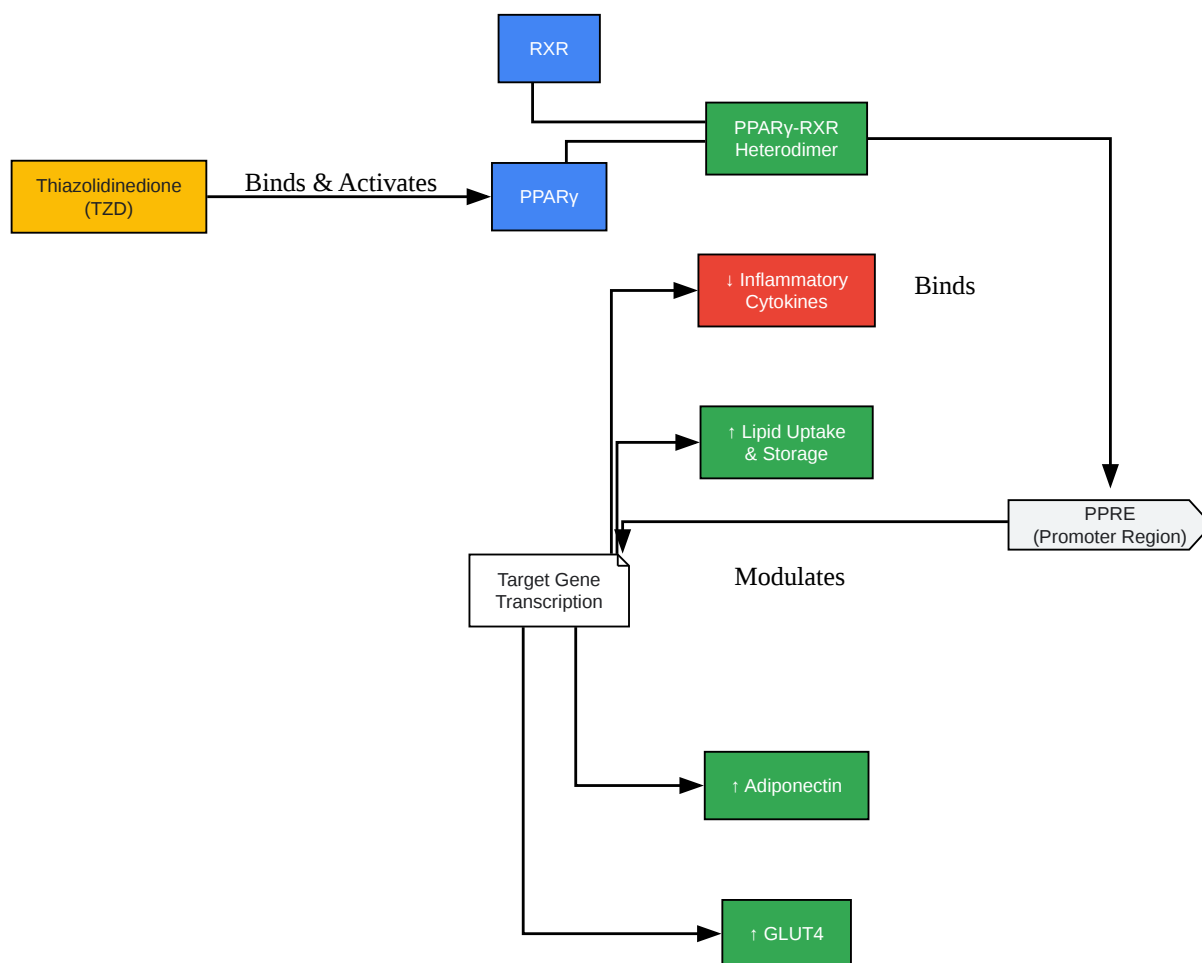 RXR
PPARγ-RXR
Heterodimer
Thiazolidinedione
(TZD)
Binds & Activates
PPARγ
↓ Inflammatory
Cytokines
Binds
↑ Lipid Uptake
& Storage
PPRE
(Promoter Region)
Target Gene
Transcription
Modulates
↑ Adiponectin
↑ GLUT4